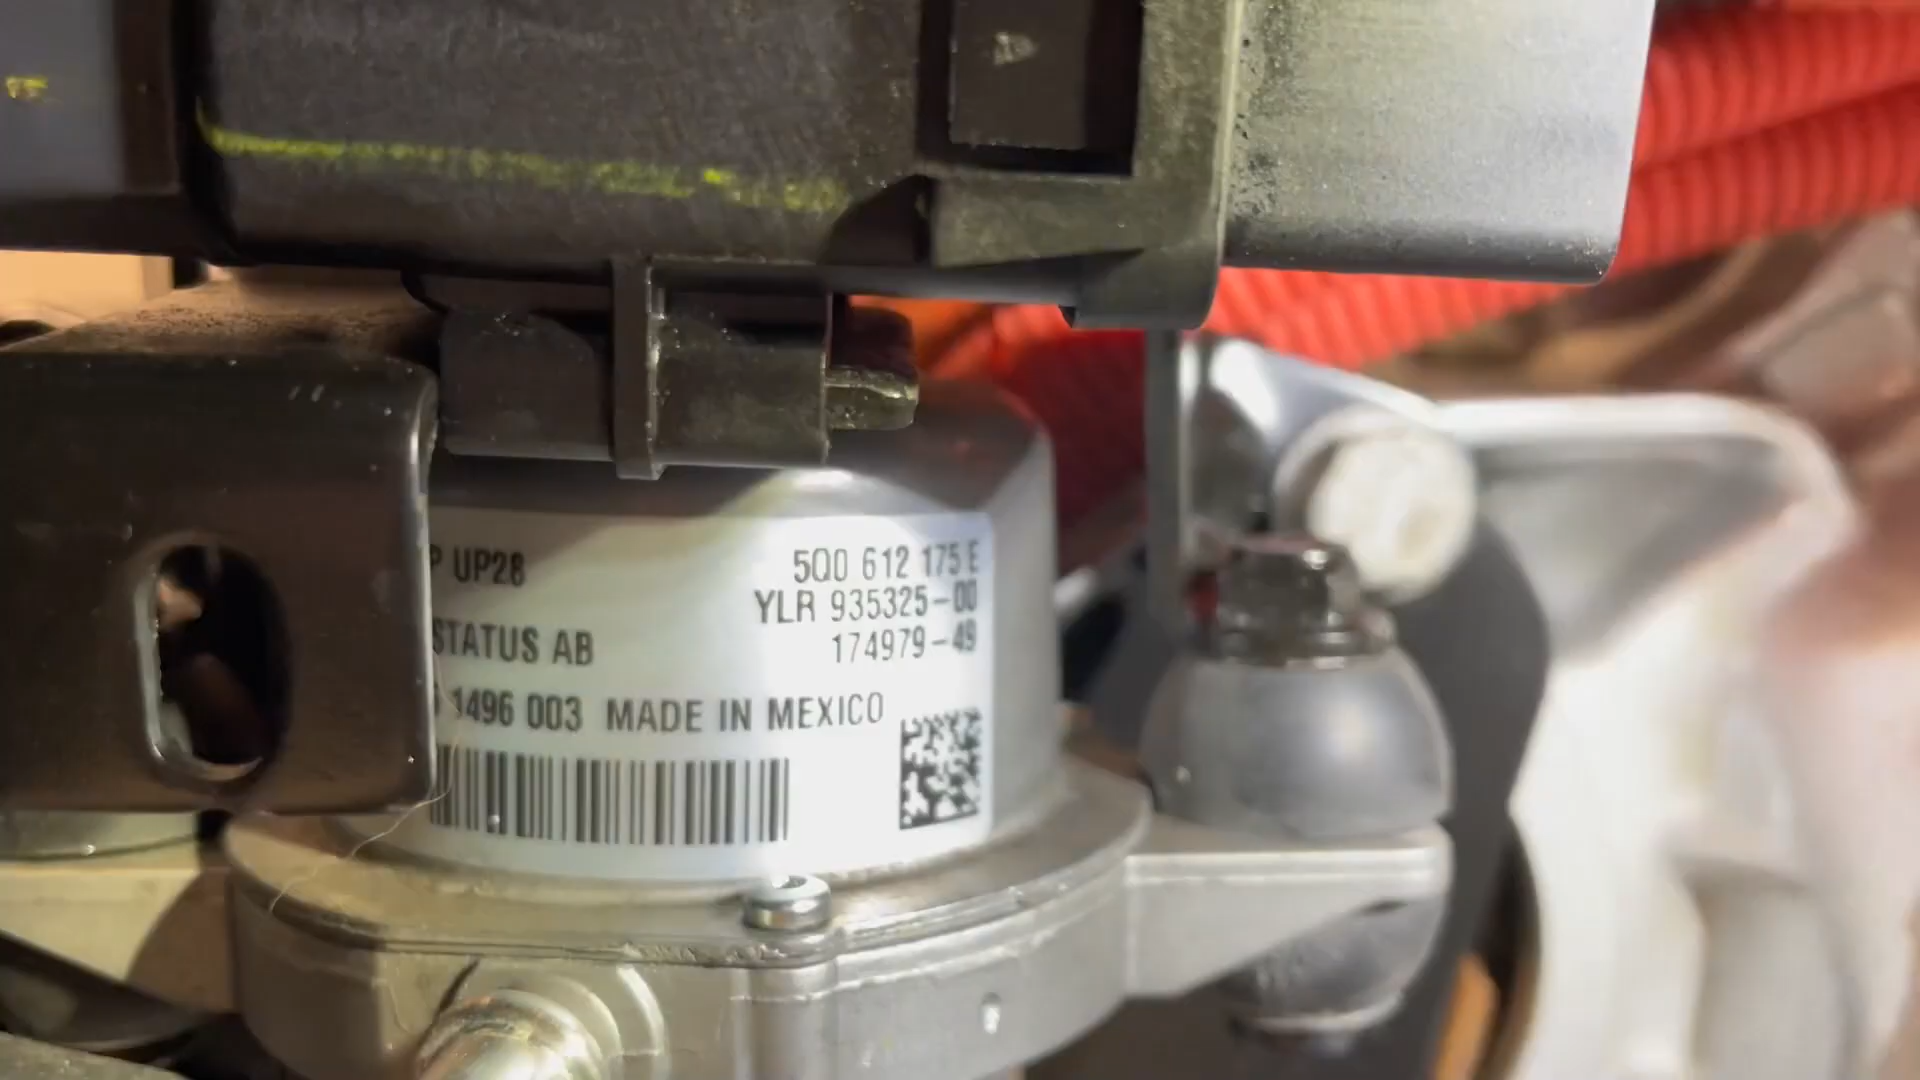 P UP28 5Q0 612 175 E
YLR 935325-00
174979-49
STATUS AB
1496 003 MADE IN MEXICO